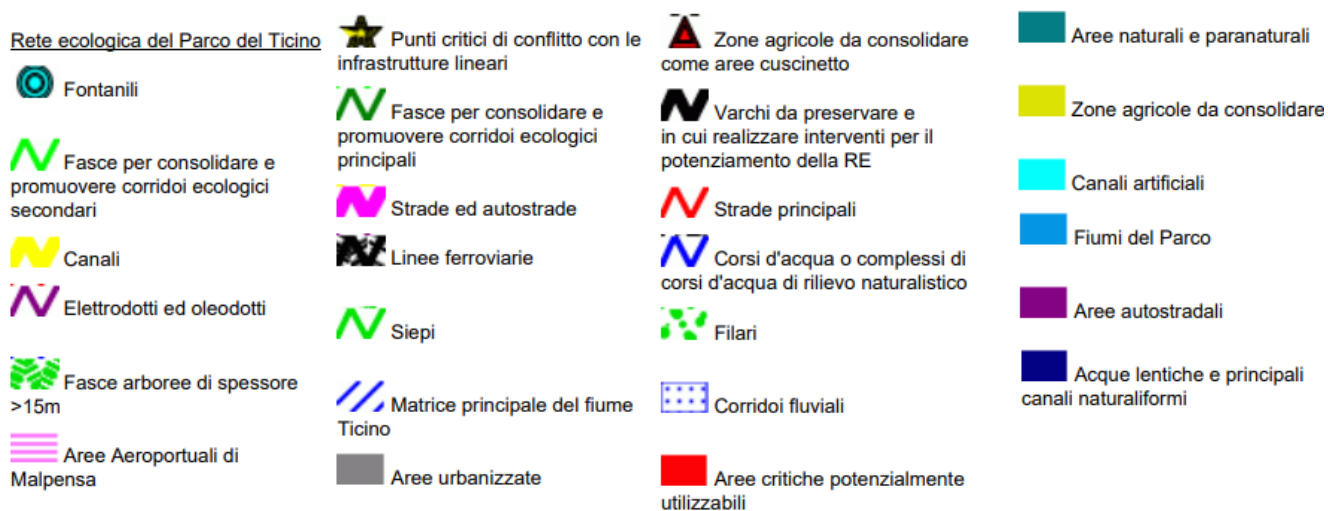 Rete ecologica del Parco del Ticino
Fontanili
Fasce per consolidare e
promuovere corridoi ecologici
secondari
Canali
Elettrodotti ed oleodotti
Fasce arboree di spessore
>15m
Aree Aeroportuali di
Malpensa
Punti critici di conflitto con le
infrastrutture lineari
Fasce per consolidare e
promuovere corridoi ecologici
principali
Strade ed autostrade
Linee ferroviarie
Siepi
Matrice principale del fiume
Ticino
Aree urbanizzate
Zone agricole da consolidare
come aree cuscinetto
Varchi da preservare e
in cui realizzare interventi per il
potenziamento della RE
Strade principali
Corsi d'acqua o complessi di
corsi d'acqua di rilievo naturalistico
Filari
Corridoi fluviali
Aree critiche potenzialmente
utilizzabili
Aree naturali e paranaturali
Zone agricole da consolidare
Canali artificiali
Fiumi del Parco
Aree autostradali
Acque lentiche e principali
canali naturaliformi